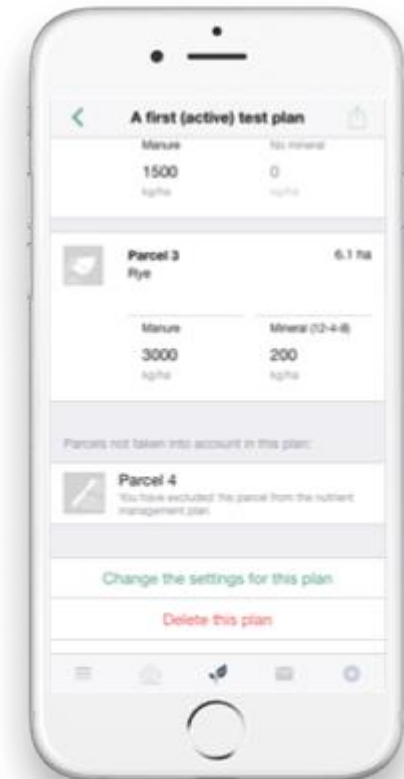 A first (active) test plan
Manure No mineral
1500 0
kg/ha kg/ha
Parcel 3 6.1 ha
Rye
Manure Mineral (12-4-8)
3000 200
kg/ha kg/ha
Parcels not taken into account in this plan:
Parcel 4
You have excluded this parcel from the nutrient
management plan
Change the settings for this plan
Delete this plan